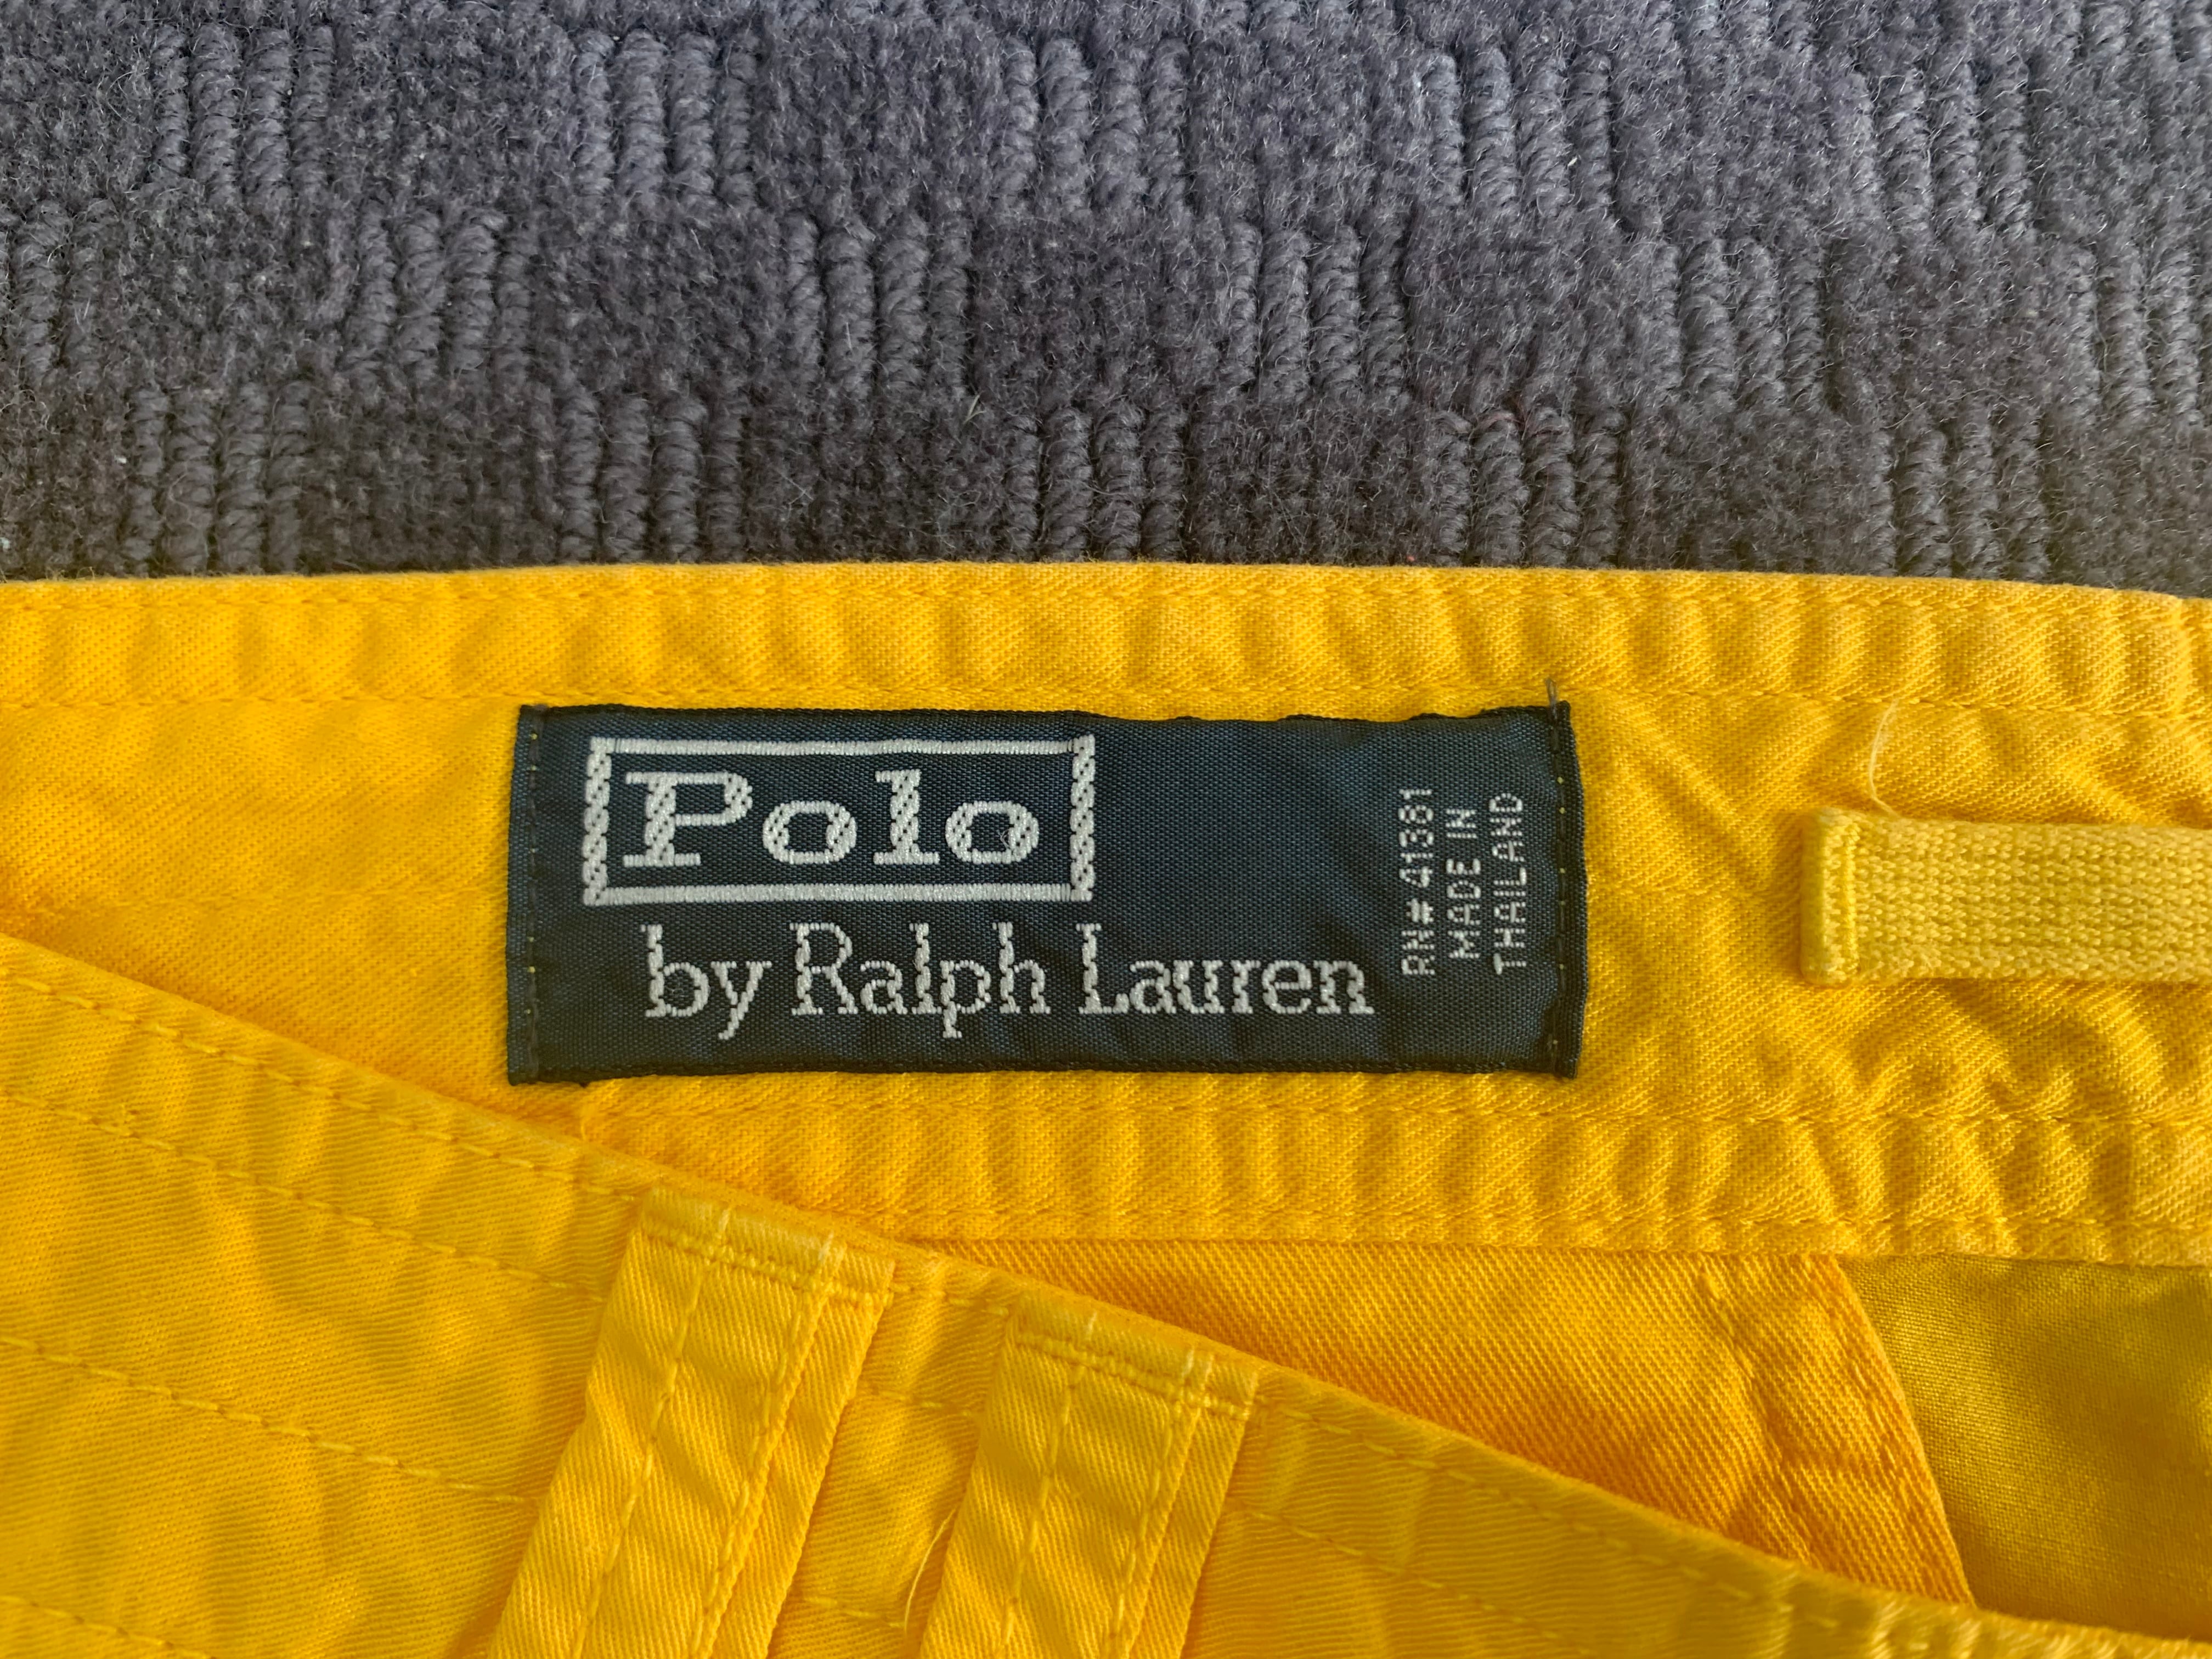 Polo
by Ralph Lauren
RN# 41381
MADE IN
THAILAND